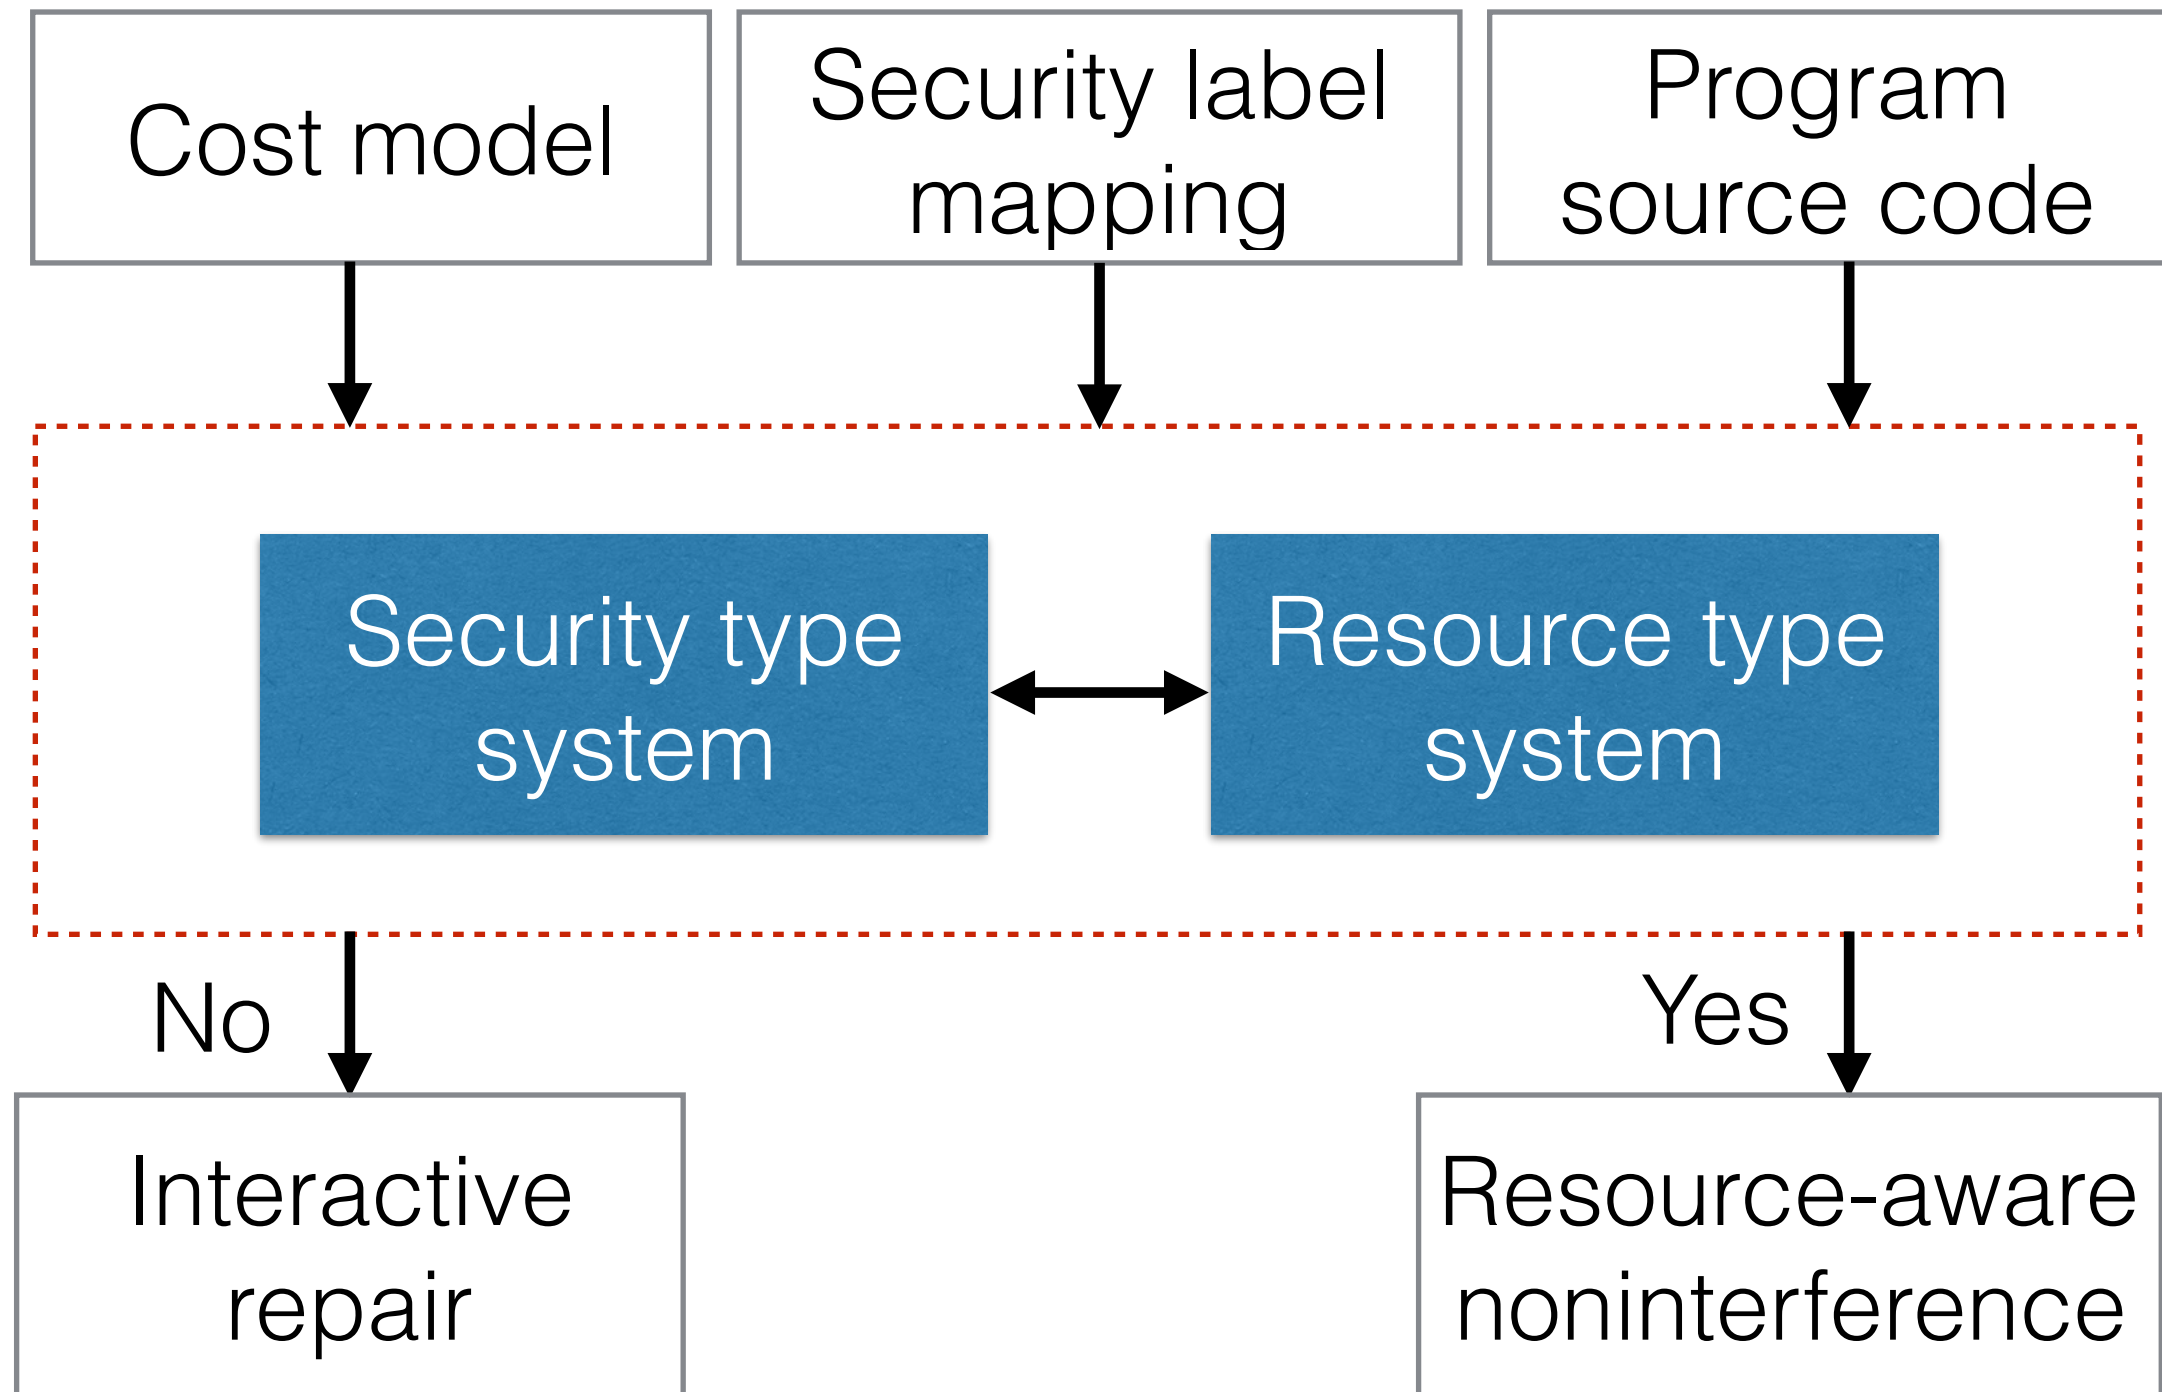 Cost model
Security label
mapping
Program
source code
Security type
system
Resource type
system
No
Yes
Interactive
repair
Resource-aware
noninterference